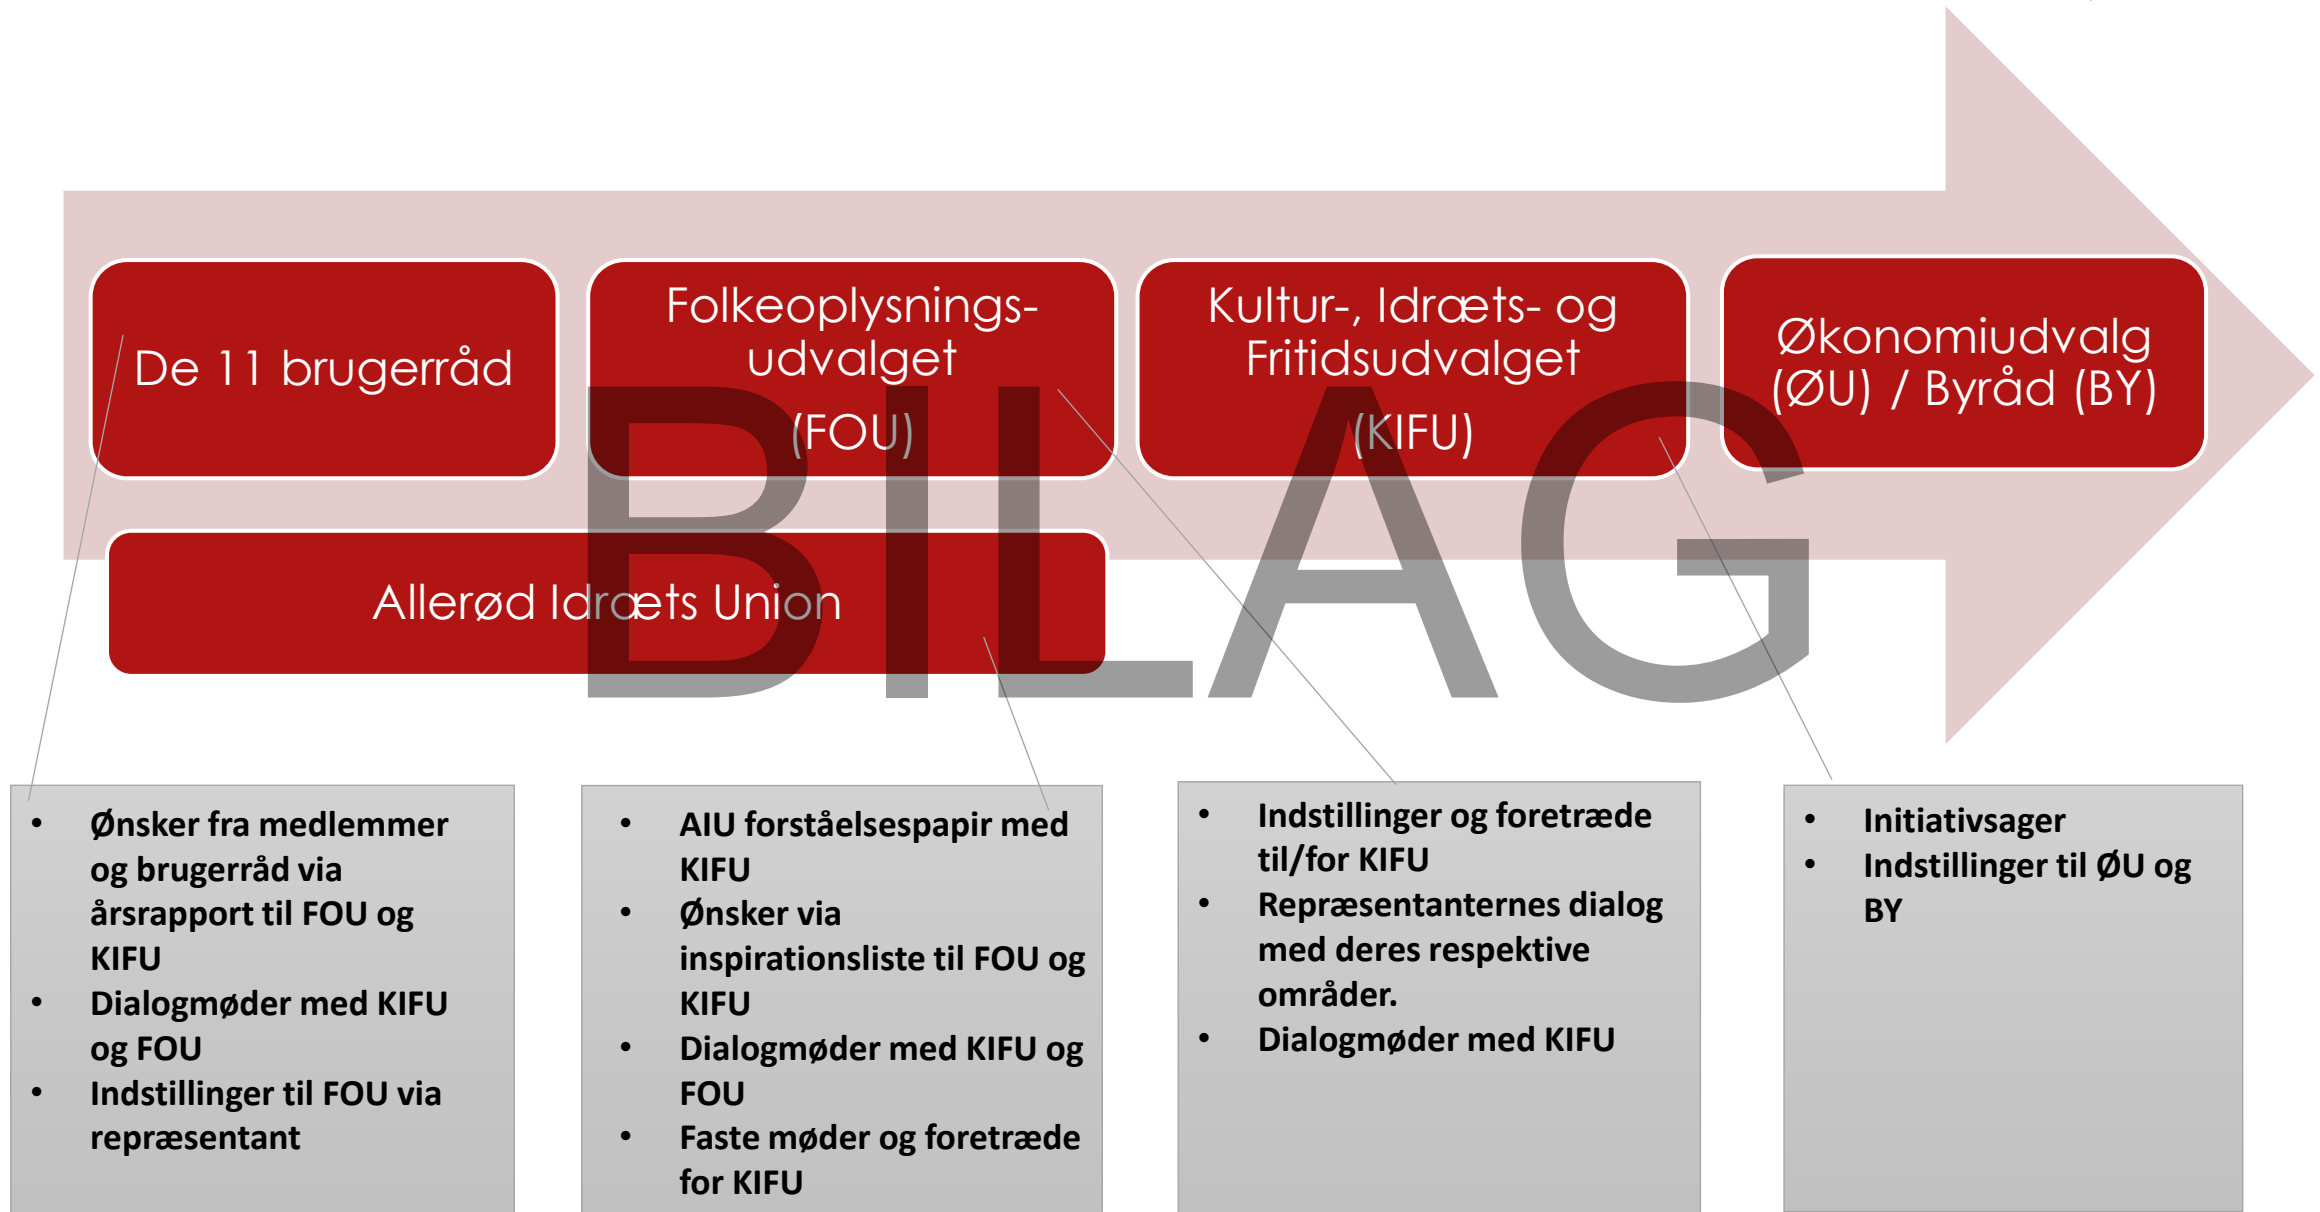 De 11 brugerråd
Folkeoplysnings-
udvalget
(FOU)
Kultur-, Idræts- og
Fritidsudvalget
(KIFU)
Økonomiudvalg
(ØU) / Byråd (BY)
Allerød Idræts Union
BILAG
• Ønsker fra medlemmer
og brugerråd via
årsrapport til FOU og
KIFU
• Dialogmøder med KIFU
og FOU
• Indstillinger til FOU via
repræsentant
• AIU forståelsespapir med
KIFU
• Ønsker via
inspirationsliste til FOU og
KIFU
• Dialogmøder med KIFU og
FOU
• Faste møder og foretræde
for KIFU
• Indstillinger og foretræde
til/for KIFU
• Repræsentanternes dialog
med deres respektive
områder.
• Dialogmøder med KIFU
• Initiativsager
• Indstillinger til ØU og
BY